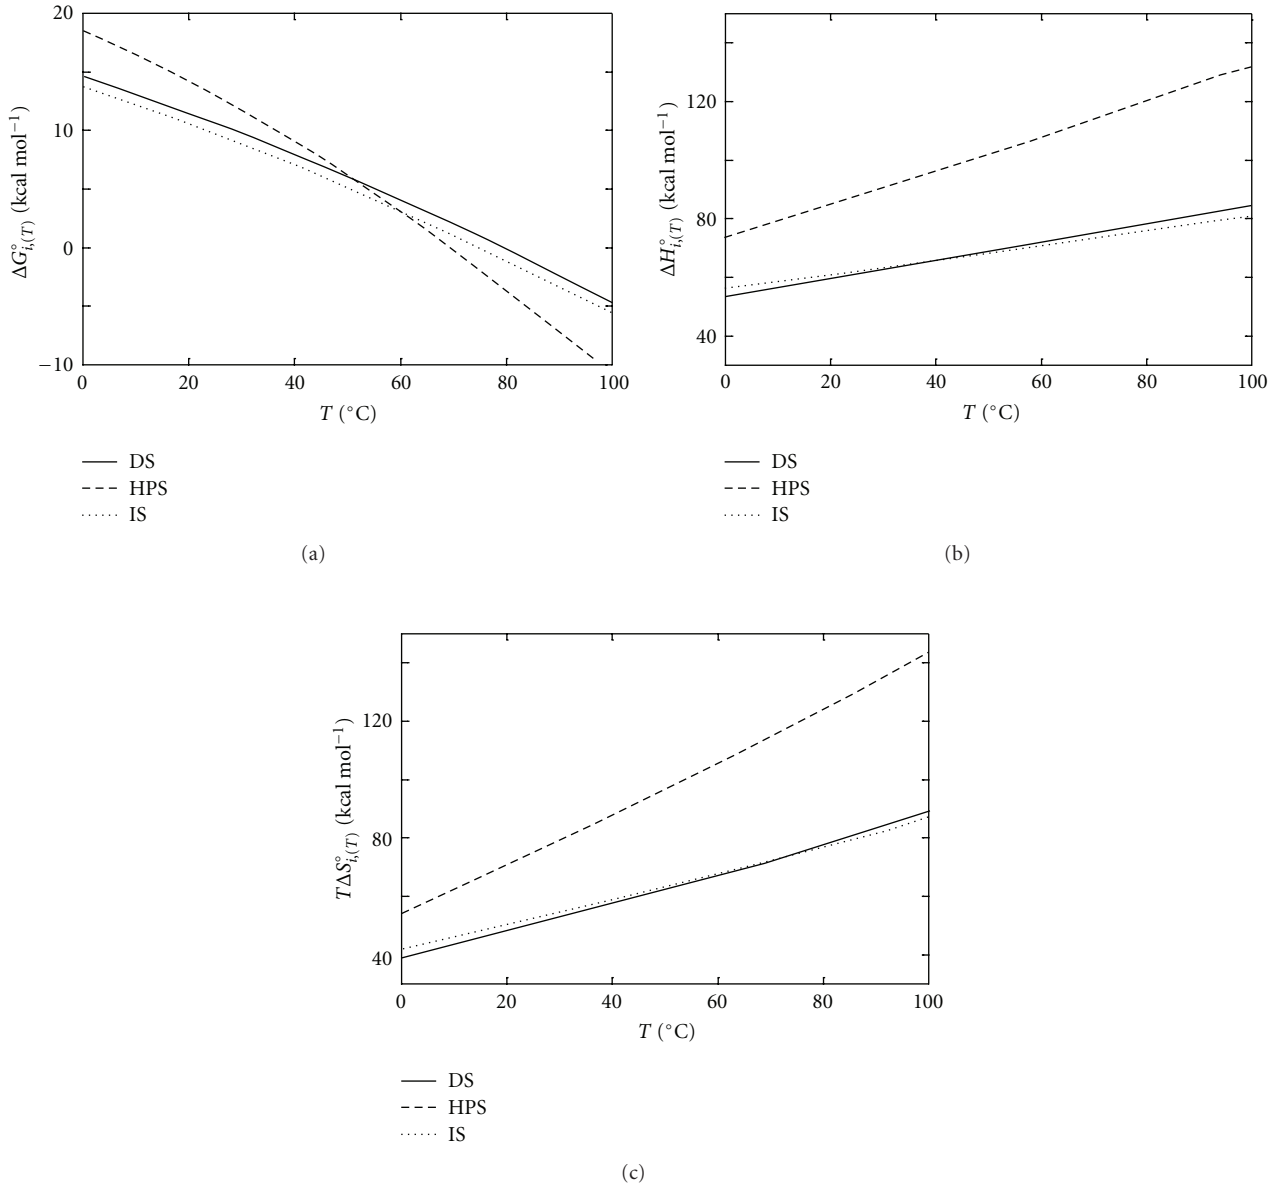 20
10
0
−10
0 20 40 60 80 100
ΔG°i,(T) (kcal mol−1)
T (°C)
DS
HPS
IS
(a)
120
80
40
0 20 40 60 80 100
ΔH°i,(T) (kcal mol−1)
T (°C)
DS
HPS
IS
(b)
120
80
40
0 20 40 60 80 100
TΔS°i,(T) (kcal mol−1)
T (°C)
DS
HPS
IS
(c)